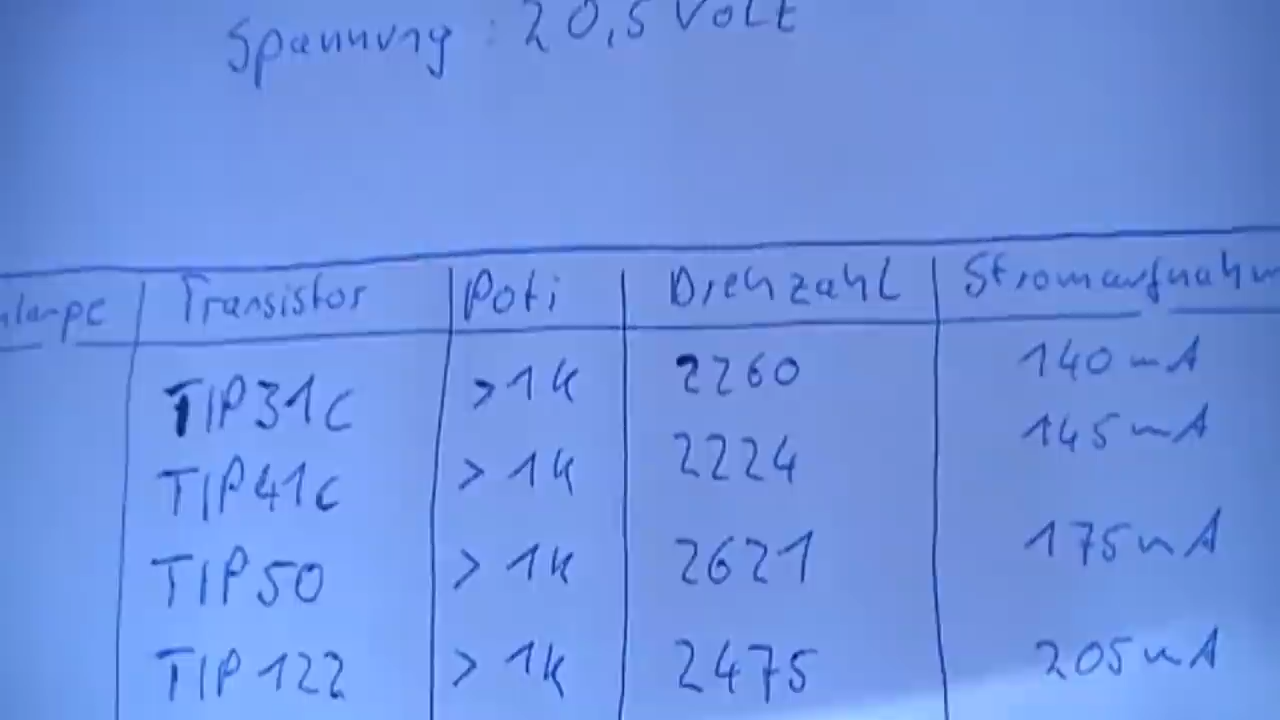 Spannung : 20,5 Volt
Transistor Poti Drehzahl Stromaufnahm
TIP31C >1K 2260 140mA
TIP41C >1K 2224 145mA
TIP50 >1K 2621 175mA
TIP122 >1K 2475 205mA